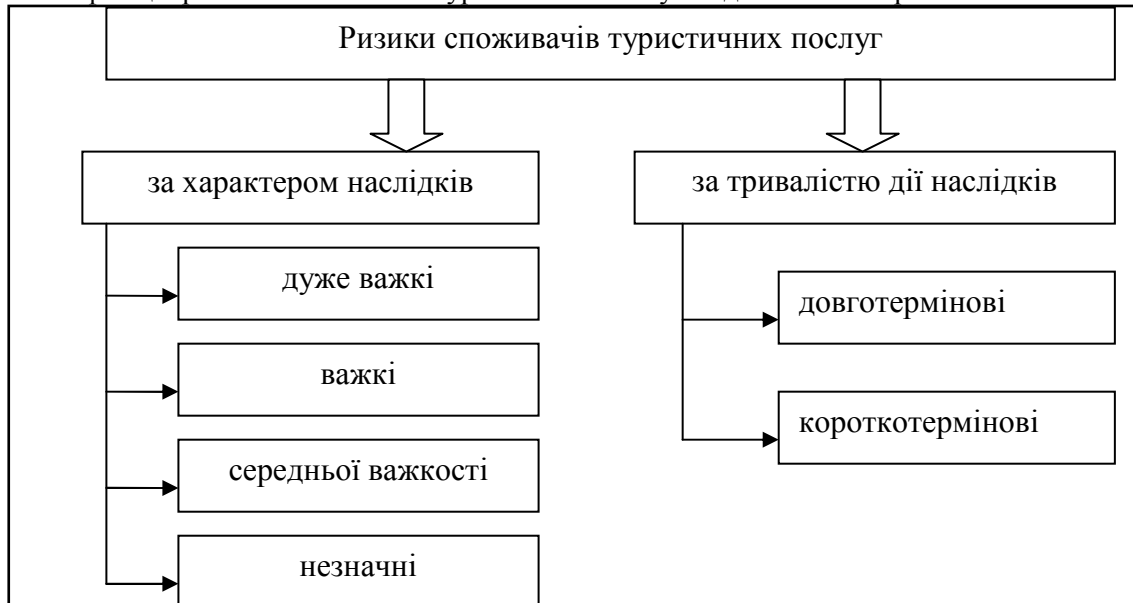 Ризики споживачів туристичних послуг
за характером наслідків
дуже важкі
важкі
середньої важкості
незначні
за тривалістю дії наслідків
довготермінові
короткотермінові